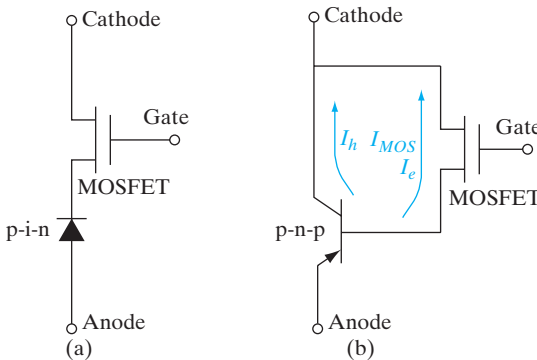 Cathode
Gate
MOSFET
p-i-n
Anode
(a)
Cathode
I_h I_MOS
I_e
Gate
MOSFET
p-n-p
Anode
(b)